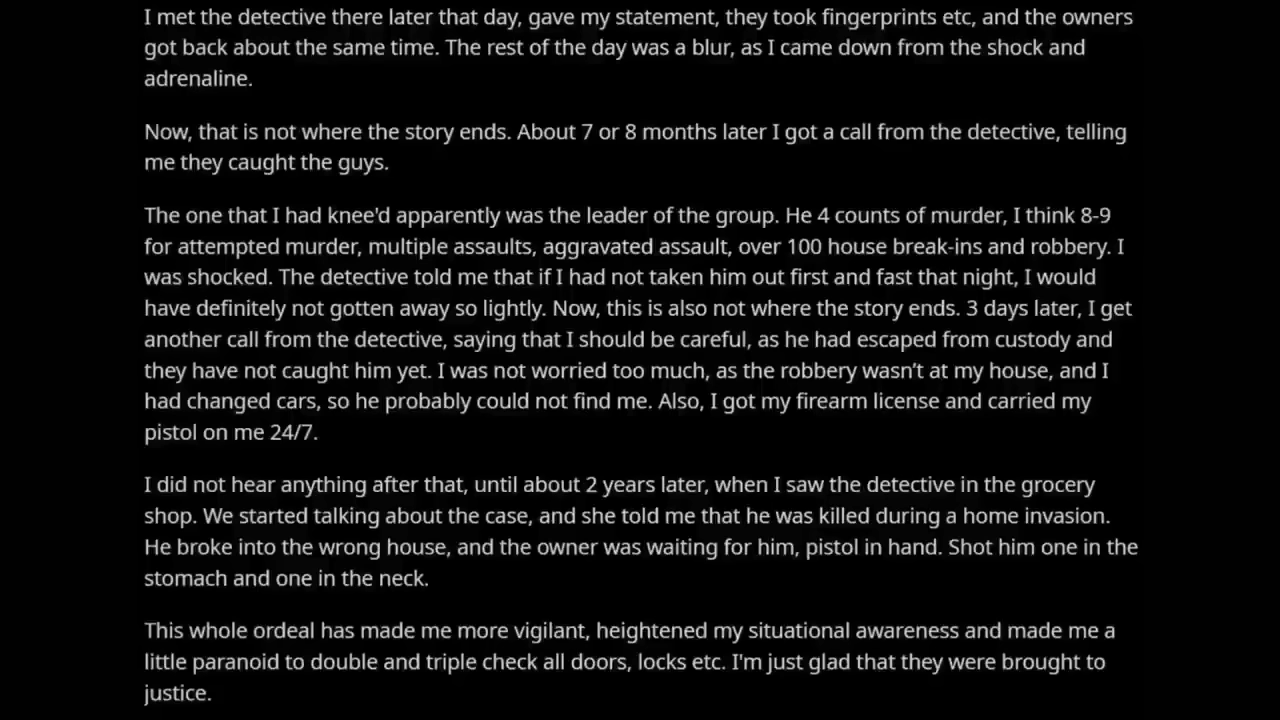 I met the detective there later that day, gave my statement, they took fingerprints etc, and the owners
got back about the same time. The rest of the day was a blur, as I came down from the shock and
adrenaline.
Now, that is not where the story ends. About 7 or 8 months later I got a call from the detective, telling
me they caught the guys.
The one that I had knee'd apparently was the leader of the group. He 4 counts of murder, I think 8-9
for attempted murder, multiple assaults, aggravated assault, over 100 house break-ins and robbery. I
was shocked. The detective told me that if I had not taken him out first and fast that night, I would
have definitely not gotten away so lightly. Now, this is also not where the story ends. 3 days later, I get
another call from the detective, saying that I should be careful, as he had escaped from custody and
they have not caught him yet. I was not worried too much, as the robbery wasn’t at my house, and I
had changed cars, so he probably could not find me. Also, I got my firearm license and carried my
pistol on me 24/7.
I did not hear anything after that, until about 2 years later, when I saw the detective in the grocery
shop. We started talking about the case, and she told me that he was killed during a home invasion.
He broke into the wrong house, and the owner was waiting for him, pistol in hand. Shot him one in the
stomach and one in the neck.
This whole ordeal has made me more vigilant, heightened my situational awareness and made me a
little paranoid to double and triple check all doors, locks etc. I'm just glad that they were brought to
justice.